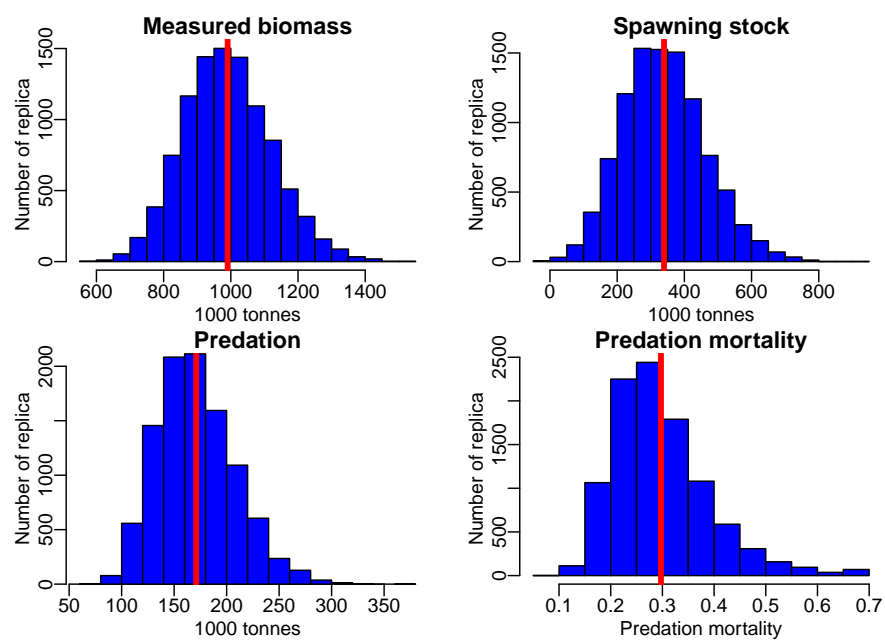 Measured biomass
Number of replica
0 500 1000 1500
600 800 1000 1200 1400
1000 tonnes
Spawning stock
Number of replica
0 500 1000 1500
0 200 400 600 800
1000 tonnes
Predation
Number of replica
0 500 1000 2000
50 100 150 200 250 300 350
1000 tonnes
Predation mortality
Number of replica
0 500 1500 2500
0.1 0.2 0.3 0.4 0.5 0.6 0.7
Predation mortality